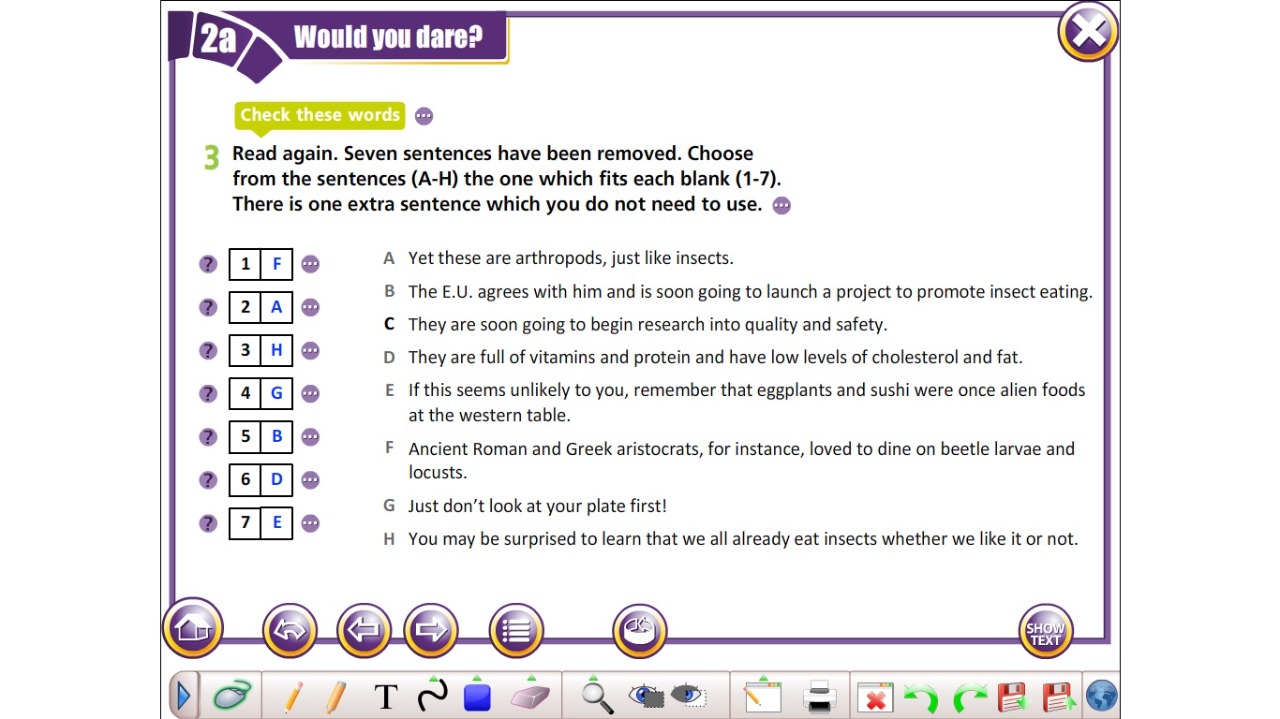 2a Would you dare?
Check these words
3 Read again. Seven sentences have been removed. Choose
from the sentences (A-H) the one which fits each blank (1-7).
There is one extra sentence which you do not need to use.
? 1 F
? 2 A
? 3 H
? 4 G
? 5 B
? 6 D
? 7 E
A Yet these are arthropods, just like insects.
B The E.U. agrees with him and is soon going to launch a project to promote insect eating.
C They are soon going to begin research into quality and safety.
D They are full of vitamins and protein and have low levels of cholesterol and fat.
E If this seems unlikely to you, remember that eggplants and sushi were once alien foods
at the western table.
F Ancient Roman and Greek aristocrats, for instance, loved to dine on beetle larvae and
locusts.
G Just don’t look at your plate first!
H You may be surprised to learn that we all already eat insects whether we like it or not.
SHOW
TEXT
T